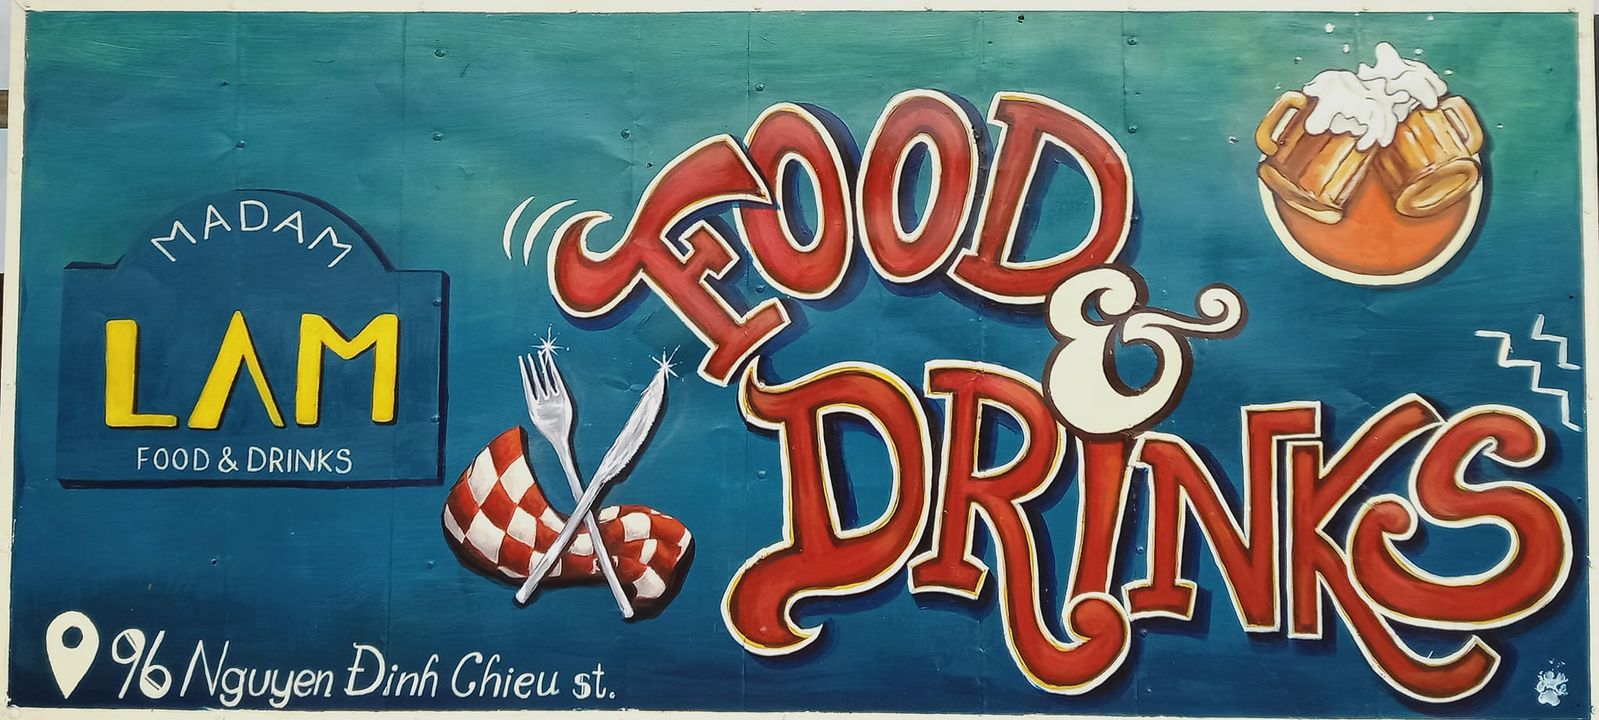 MADAM
LAM
FOOD & DRINKS
FOOD
&
DRINKS
96 Nguyen Đinh Chieu st.